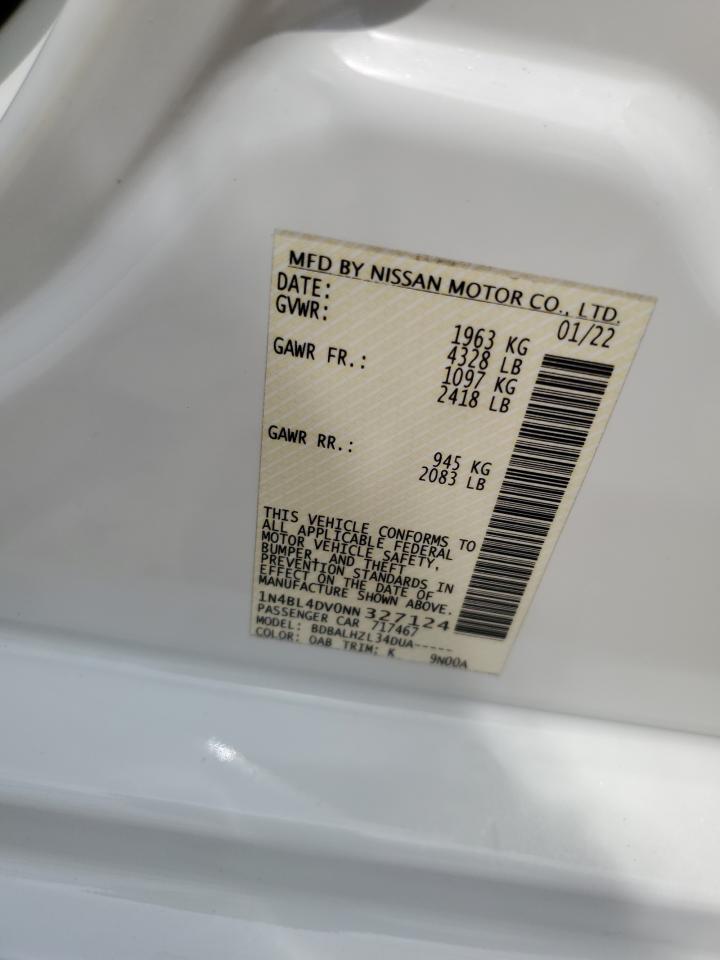 MFD BY NISSAN MOTOR CO., LTD.
DATE: 01/22
GVWR: 1963 KG
4328 LB
GAWR FR.: 1097 KG
2418 LB
GAWR RR.: 945 KG
2083 LB
THIS VEHICLE CONFORMS TO
ALL APPLICABLE FEDERAL
MOTOR VEHICLE SAFETY,
BUMPER, AND THEFT
PREVENTION STANDARDS IN
EFFECT ON THE DATE OF
MANUFACTURE SHOWN ABOVE.
1N4BL4DV0NN327124
PASSENGER CAR 717467
MODEL: BDBALHZL34DUA-----
COLOR: OAB TRIM: K 9N00A